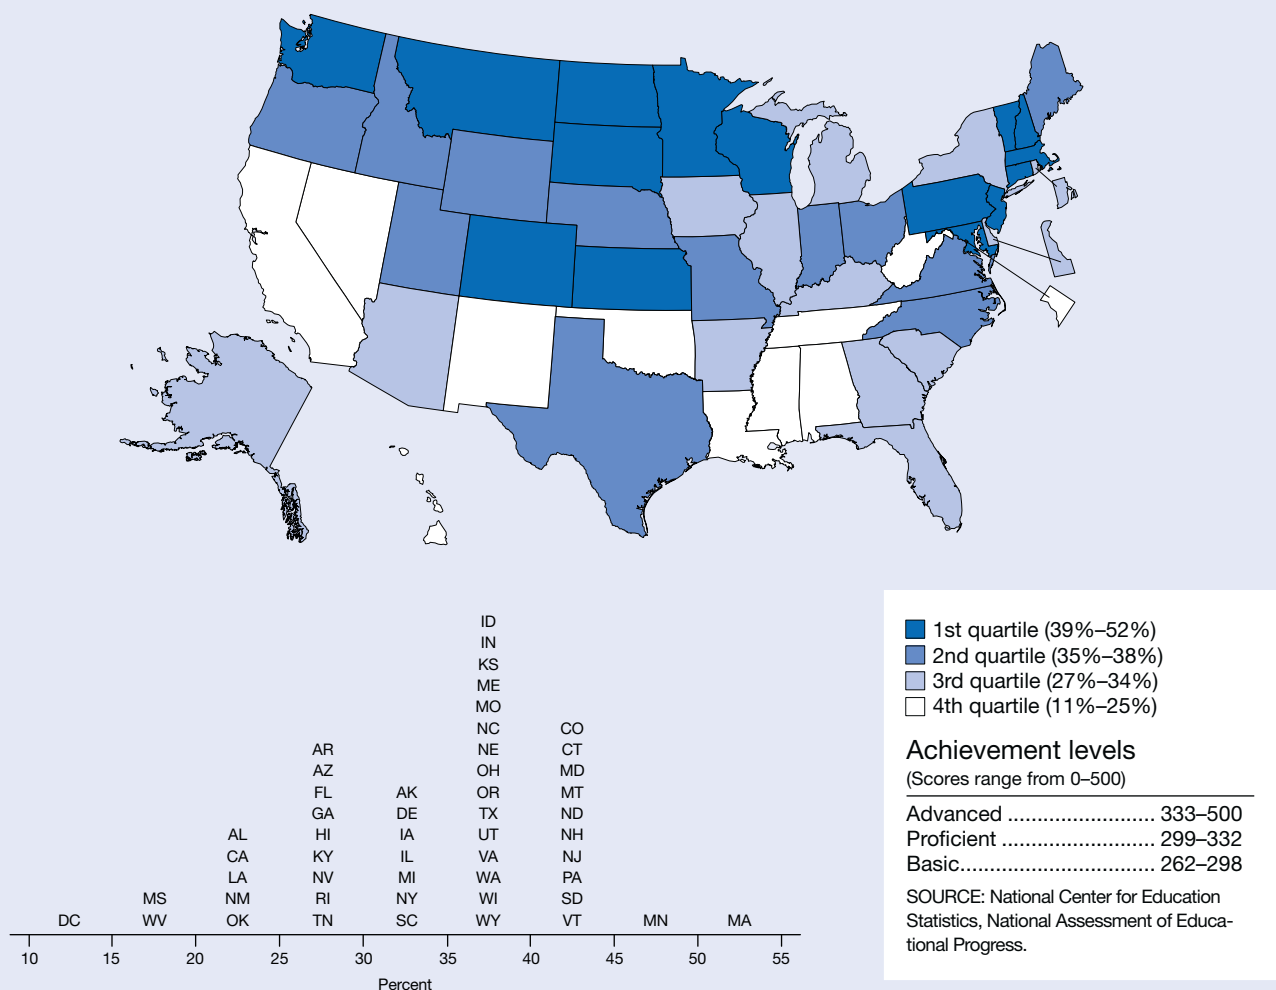 ID
IN
KS
ME
MO
NC CO
AR NE CT
AZ OH MD
FL AK OR MT
GA DE TX ND
AL HI IA UT NH
CA KY IL VA NJ
LA NV MI WA PA
MS NM RI NY WI SD
DC WV OK TN SC WY VT MN MA
10 15 20 25 30 35 40 45 50 55
Percent
1st quartile (39%–52%)
2nd quartile (35%–38%)
3rd quartile (27%–34%)
4th quartile (11%–25%)
Achievement levels
(Scores range from 0–500)
Advanced .......................... 333–500
Proficient ........................... 299–332
Basic.................................. 262–298
SOURCE: National Center for Education
Statistics, National Assessment of Educa-
tional Progress.